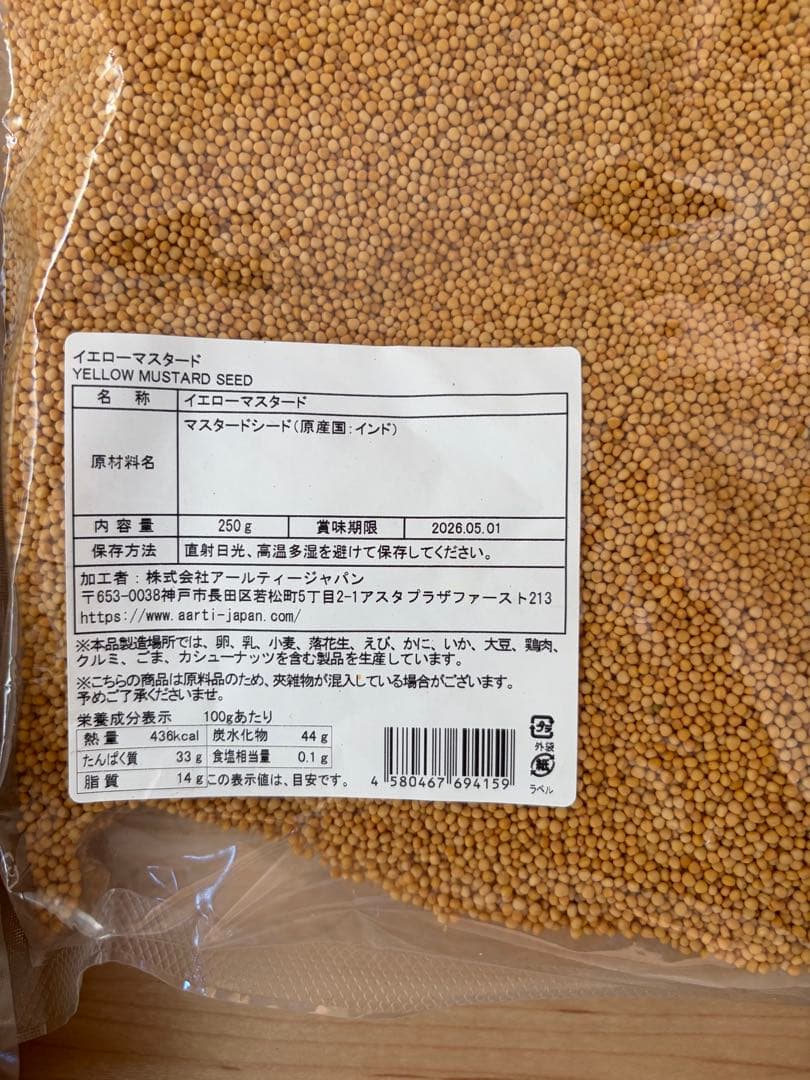 イエローマスタード
YELLOW MUSTARD SEED
名 称 イエローマスタード
原材料名 マスタードシード(原産国:インド)
内 容 量 250g 賞味期限 2026.05.01
保存方法 直射日光、高温多湿を避けて保存してください。
加工者:株式会社アールティージャパン
〒653-0038神戸市長田区若松町5丁目2-1アスタプラザファースト213
https://www.aarti-japan.com/
※本品製造場所では、卵、乳、小麦、落花生、えび、かに、いか、大豆、鶏肉、
クルミ、ごま、カシューナッツを含む製品を生産しています。
※こちらの商品は原料品のため、夾雑物が混入している場合がございます。
予めご了承くださいませ。
栄養成分表示 100gあたり
熱量 436kcal 炭水化物 44g
たんぱく質 33g 食塩相当量 0.1g
脂質 14g この表示値は、目安です。
4 580467 694159
プラ
外袋
紙
ラベル